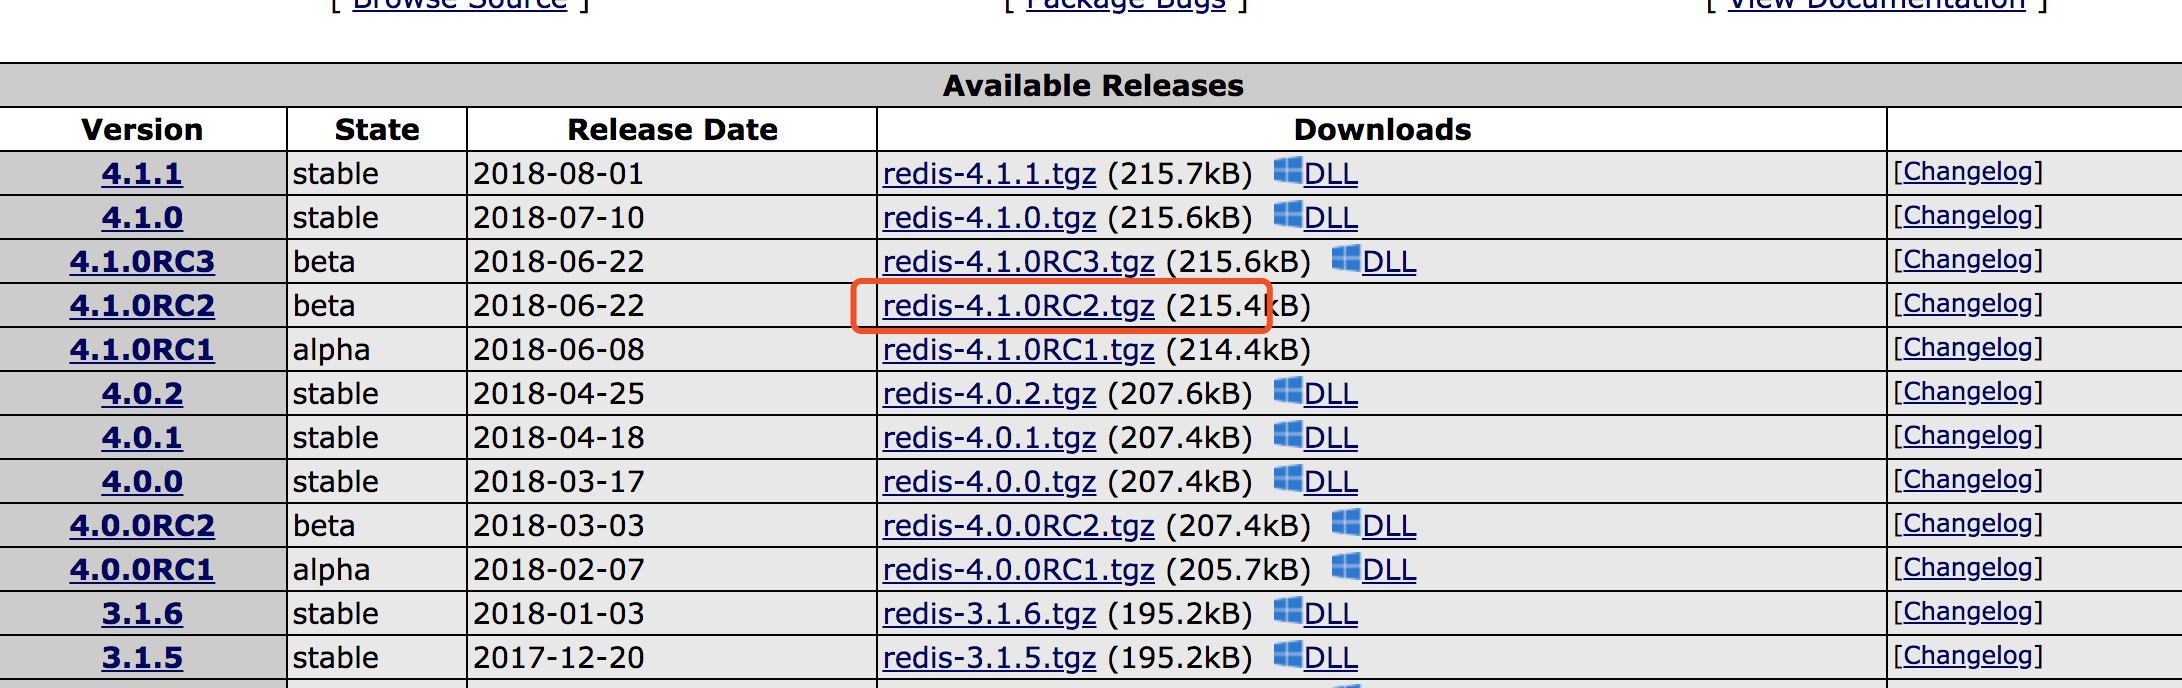 [ Browse Source ] [ Package Bugs ] [ View Documentation ]
Available Releases
Version State Release Date Downloads
4.1.1 stable 2018-08-01 redis-4.1.1.tgz (215.7kB) DLL [Changelog]
4.1.0 stable 2018-07-10 redis-4.1.0.tgz (215.6kB) DLL [Changelog]
4.1.0RC3 beta 2018-06-22 redis-4.1.0RC3.tgz (215.6kB) DLL [Changelog]
4.1.0RC2 beta 2018-06-22 redis-4.1.0RC2.tgz (215.4kB) [Changelog]
4.1.0RC1 alpha 2018-06-08 redis-4.1.0RC1.tgz (214.4kB) [Changelog]
4.0.2 stable 2018-04-25 redis-4.0.2.tgz (207.6kB) DLL [Changelog]
4.0.1 stable 2018-04-18 redis-4.0.1.tgz (207.4kB) DLL [Changelog]
4.0.0 stable 2018-03-17 redis-4.0.0.tgz (207.4kB) DLL [Changelog]
4.0.0RC2 beta 2018-03-03 redis-4.0.0RC2.tgz (207.4kB) DLL [Changelog]
4.0.0RC1 alpha 2018-02-07 redis-4.0.0RC1.tgz (205.7kB) DLL [Changelog]
3.1.6 stable 2018-01-03 redis-3.1.6.tgz (195.2kB) DLL [Changelog]
3.1.5 stable 2017-12-20 redis-3.1.5.tgz (195.2kB) DLL [Changelog]